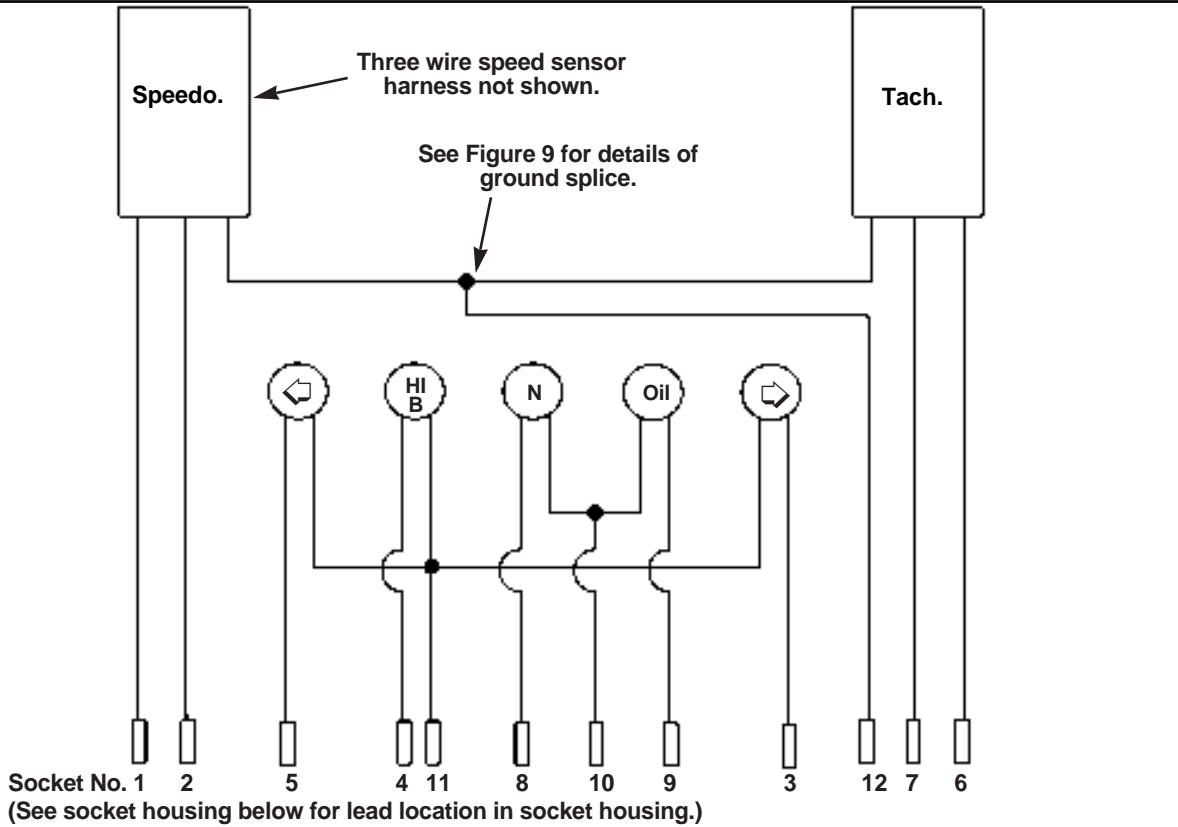 Three wire speed sensor
harness not shown.
Speedo.
Tach.
See Figure 9 for details of
ground splice.
HI
B
N
Oil
Socket No. 1 2 5 4 11 8 10 9 3 12 7 6
(See socket housing below for lead location in socket housing.)